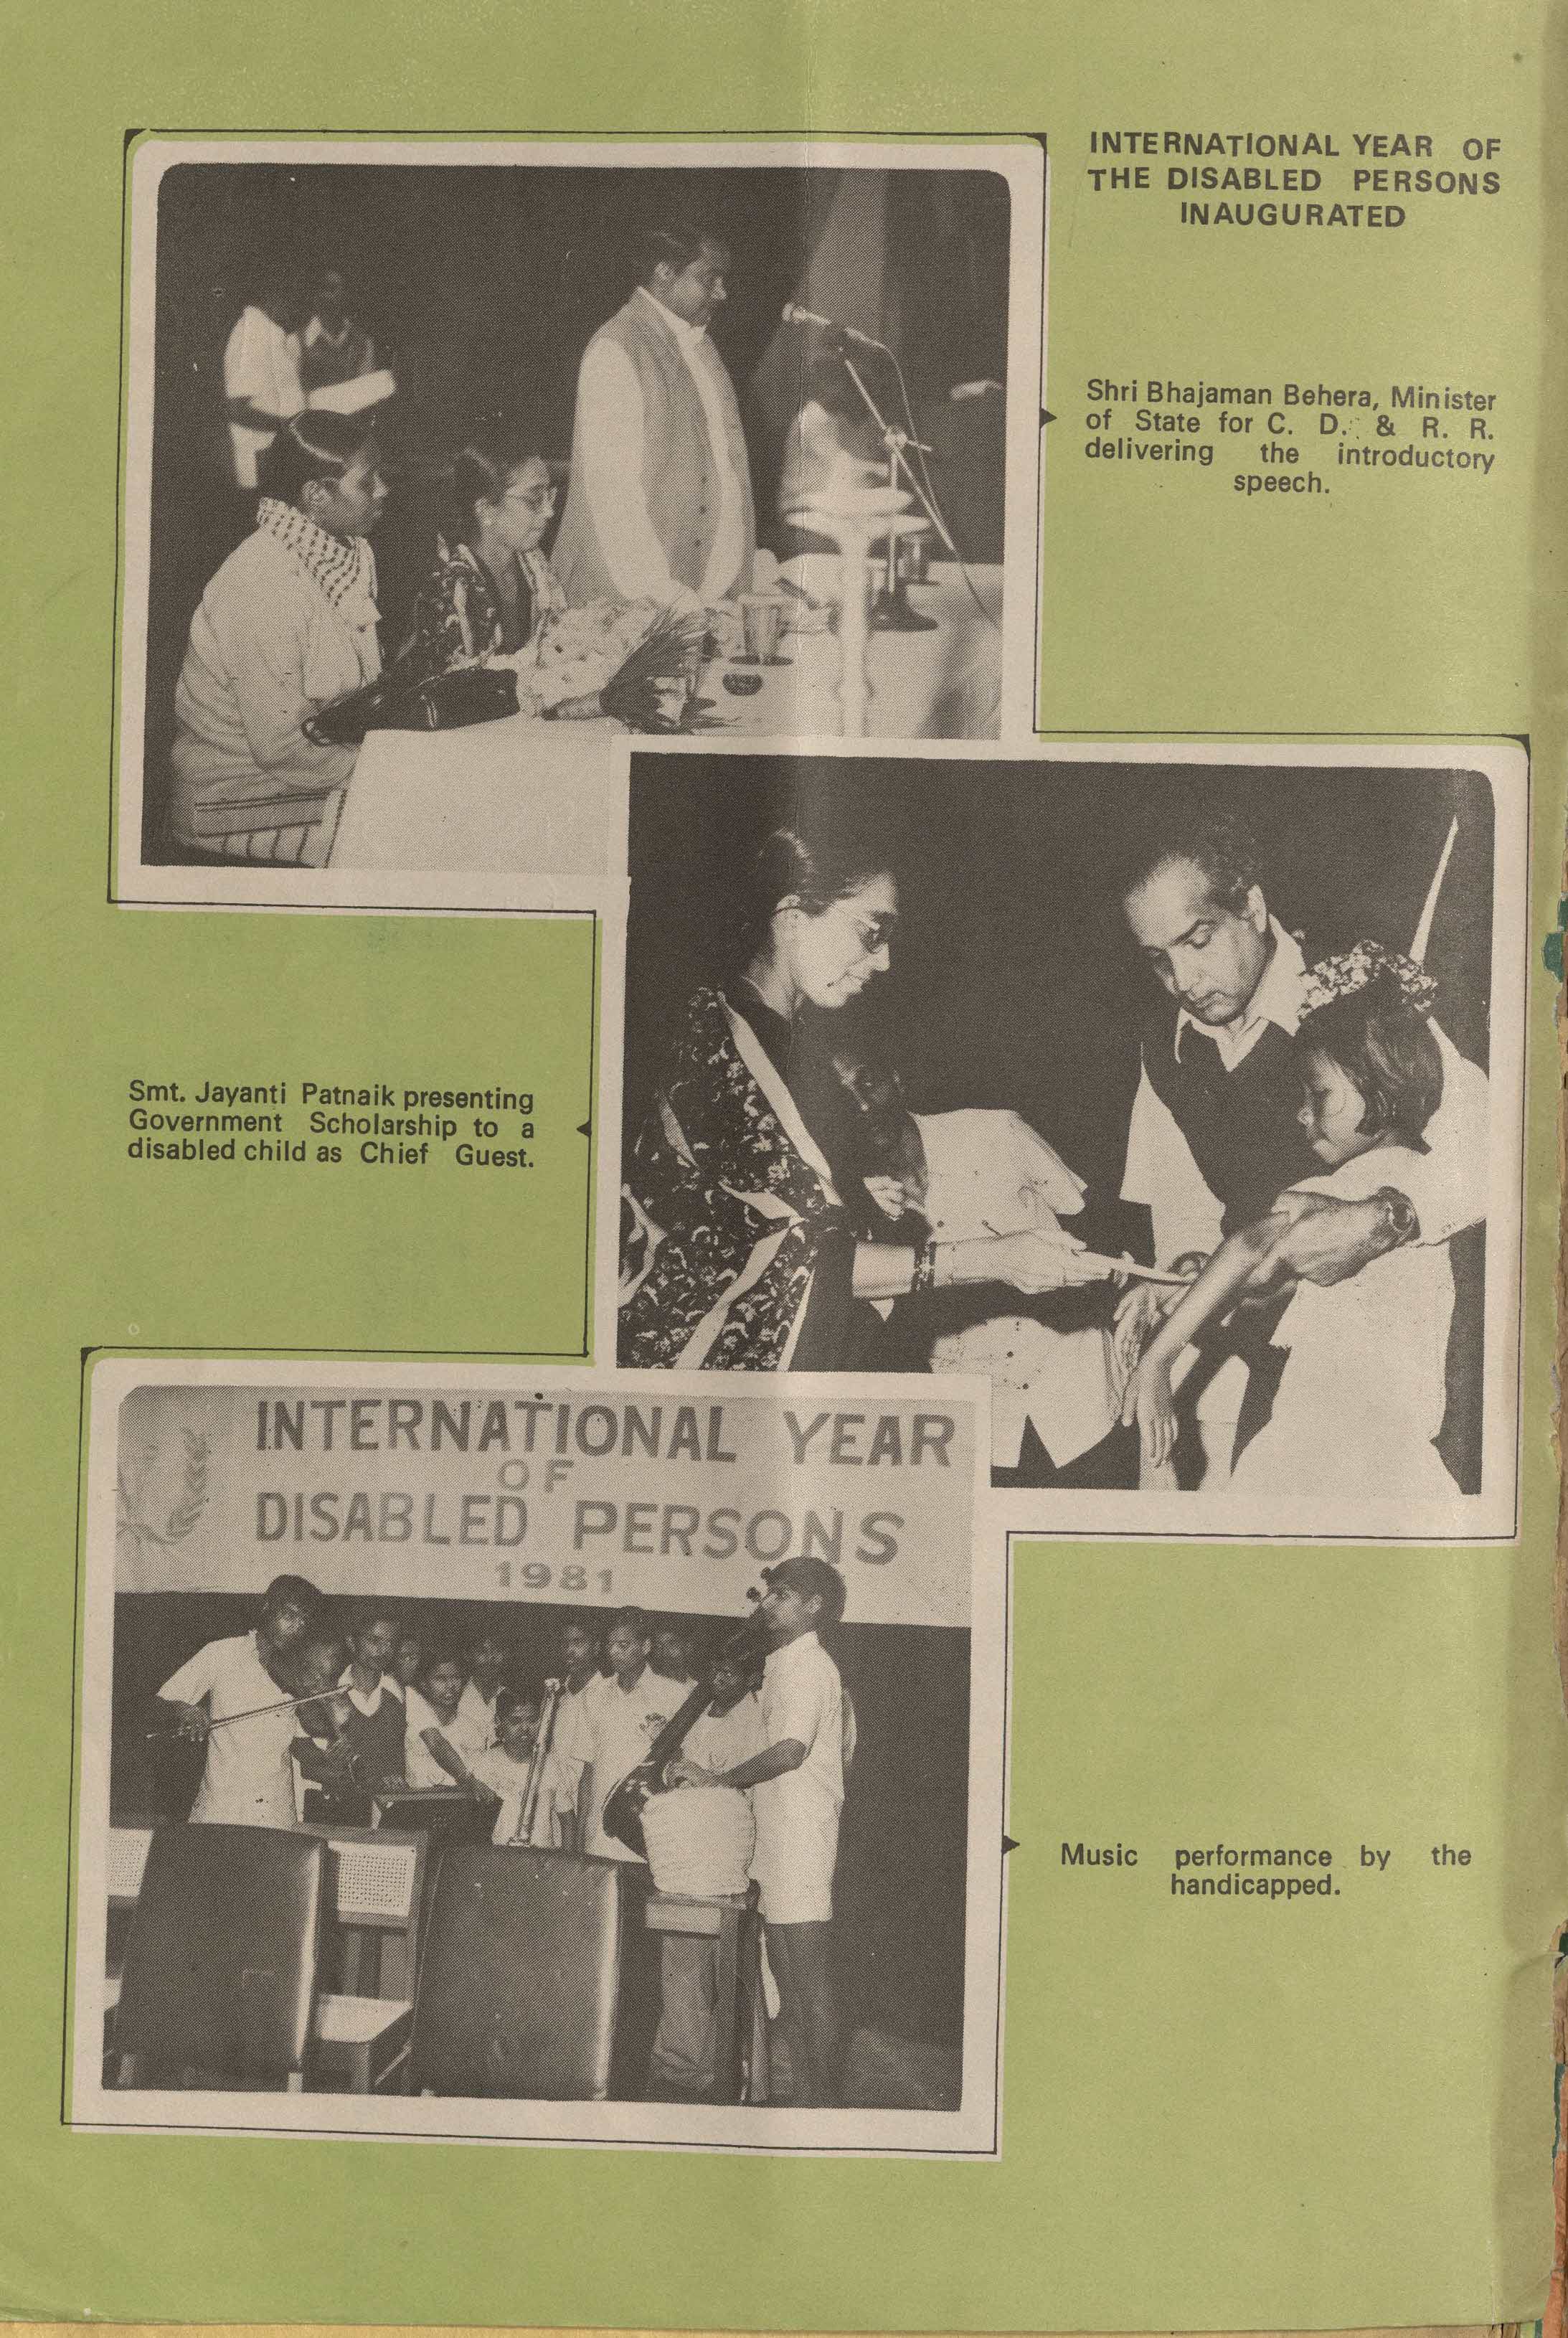 INTERNATIONAL YEAR OF
THE DISABLED PERSONS
INAUGURATED
Shri Bhajaman Behera, Minister
of State for C. D. & R. R.
delivering the introductory
speech.
Smt. Jayanti Patnaik presenting
Government Scholarship to a
disabled child as Chief Guest.
INTERNATIONAL YEAR
OF
DISABLED PERSONS
1981
Music performance by the
handicapped.